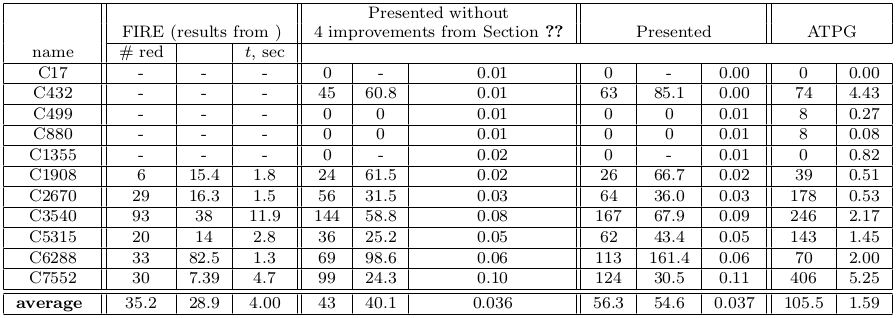 Presented without
FIRE (results from ) 4 improvements from Section ?? Presented ATPG
name # red t, sec
C17 - - - 0 - 0.01 0 - 0.00 0 0.00
C432 - - - 45 60.8 0.01 63 85.1 0.00 74 4.43
C499 - - - 0 0 0.01 0 0 0.01 8 0.27
C880 - - - 0 0 0.01 0 0 0.01 8 0.08
C1355 - - - 0 - 0.02 0 - 0.01 0 0.82
C1908 6 15.4 1.8 24 61.5 0.02 26 66.7 0.02 39 0.51
C2670 29 16.3 1.5 56 31.5 0.03 64 36.0 0.03 178 0.53
C3540 93 38 11.9 144 58.8 0.08 167 67.9 0.09 246 2.17
C5315 20 14 2.8 36 25.2 0.05 62 43.4 0.05 143 1.45
C6288 33 82.5 1.3 69 98.6 0.06 113 161.4 0.06 70 2.00
C7552 30 7.39 4.7 99 24.3 0.10 124 30.5 0.11 406 5.25
average 35.2 28.9 4.00 43 40.1 0.036 56.3 54.6 0.037 105.5 1.59